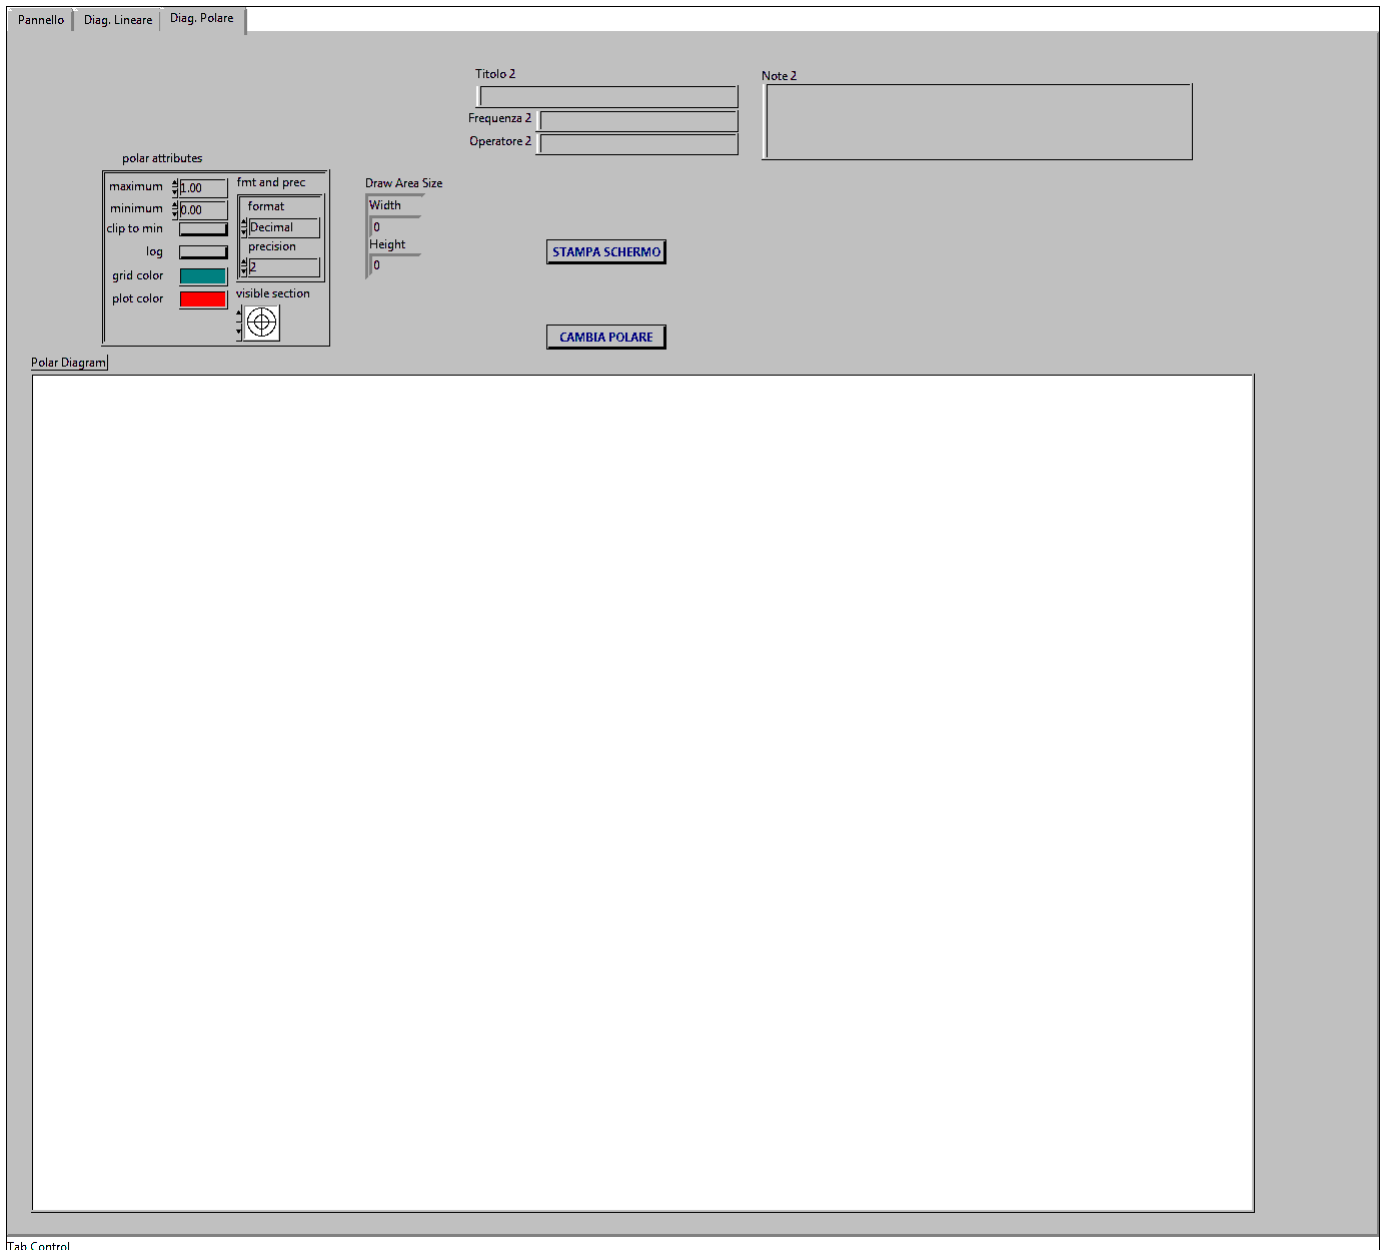 Pannello
Diag. Lineare
Diag. Polare
Titolo 2
Note 2
Frequenza 2
Operatore 2
polar attributes
maximum 1.00
minimum 0.00
clip to min
log
grid color
plot color
fmt and prec
format
Decimal
precision
2
visible section
Draw Area Size
Width
0
Height
0
STAMPA SCHERMO
CAMBIA POLARE
Polar Diagram
Tab Control